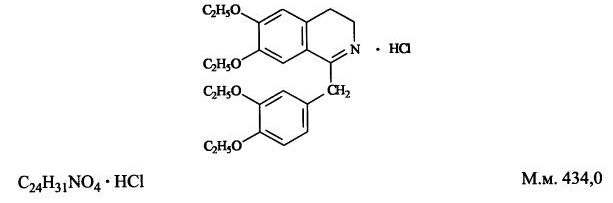 C₂H₅O
C₂H₅O
N · HCl
C₂H₅O
CH₂
C₂H₅O
C₂₄H₃₁NO₄ · HCl
М.м. 434,0